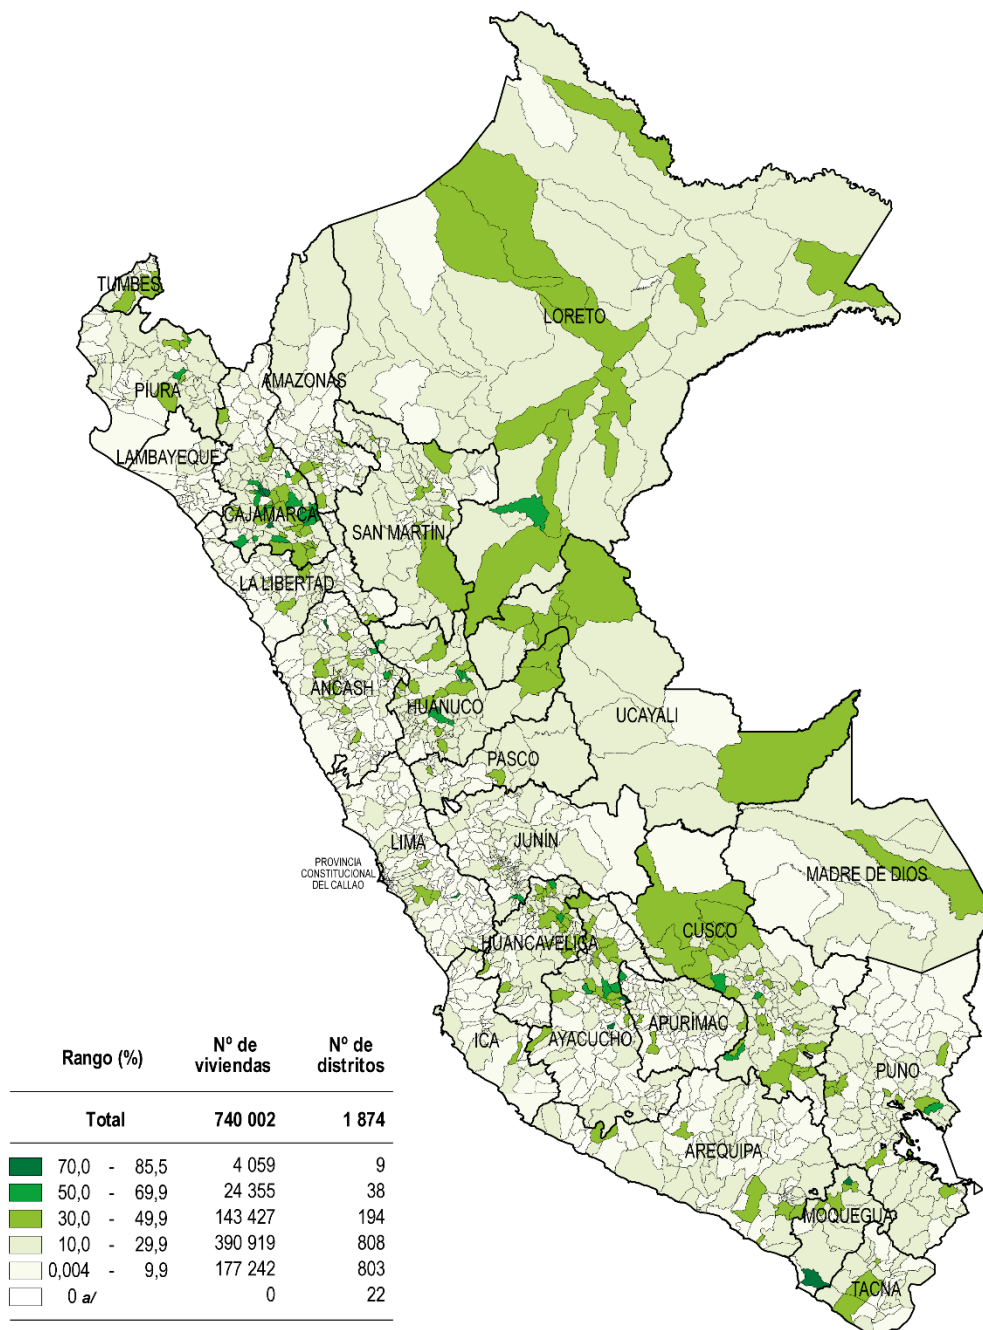 TUMBES
LORETO
PIURA
AMAZONAS
LAMBAYEQUE
CAJAMARCA
SAN MARTÍN
LA LIBERTAD
ANCASH
HUANUCO
UCAYALI
PASCO
LIMA
JUNÍN
PROVINCIA
CONSTITUCIONAL
DEL CALLAO
MADRE DE DIOS
CUSCO
HUANCAVELICA
ICA
AYACUCHO
APURÍMAC
PUNO
AREQUIPA
MOQUEGUA
TACNA
Rango (%) Nº de viviendas Nº de distritos
Total 740 002 1 874
70,0 - 85,5 4 059 9
50,0 - 69,9 24 355 38
30,0 - 49,9 143 427 194
10,0 - 29,9 390 919 808
0,004 - 9,9 177 242 803
0 a/ 0 22